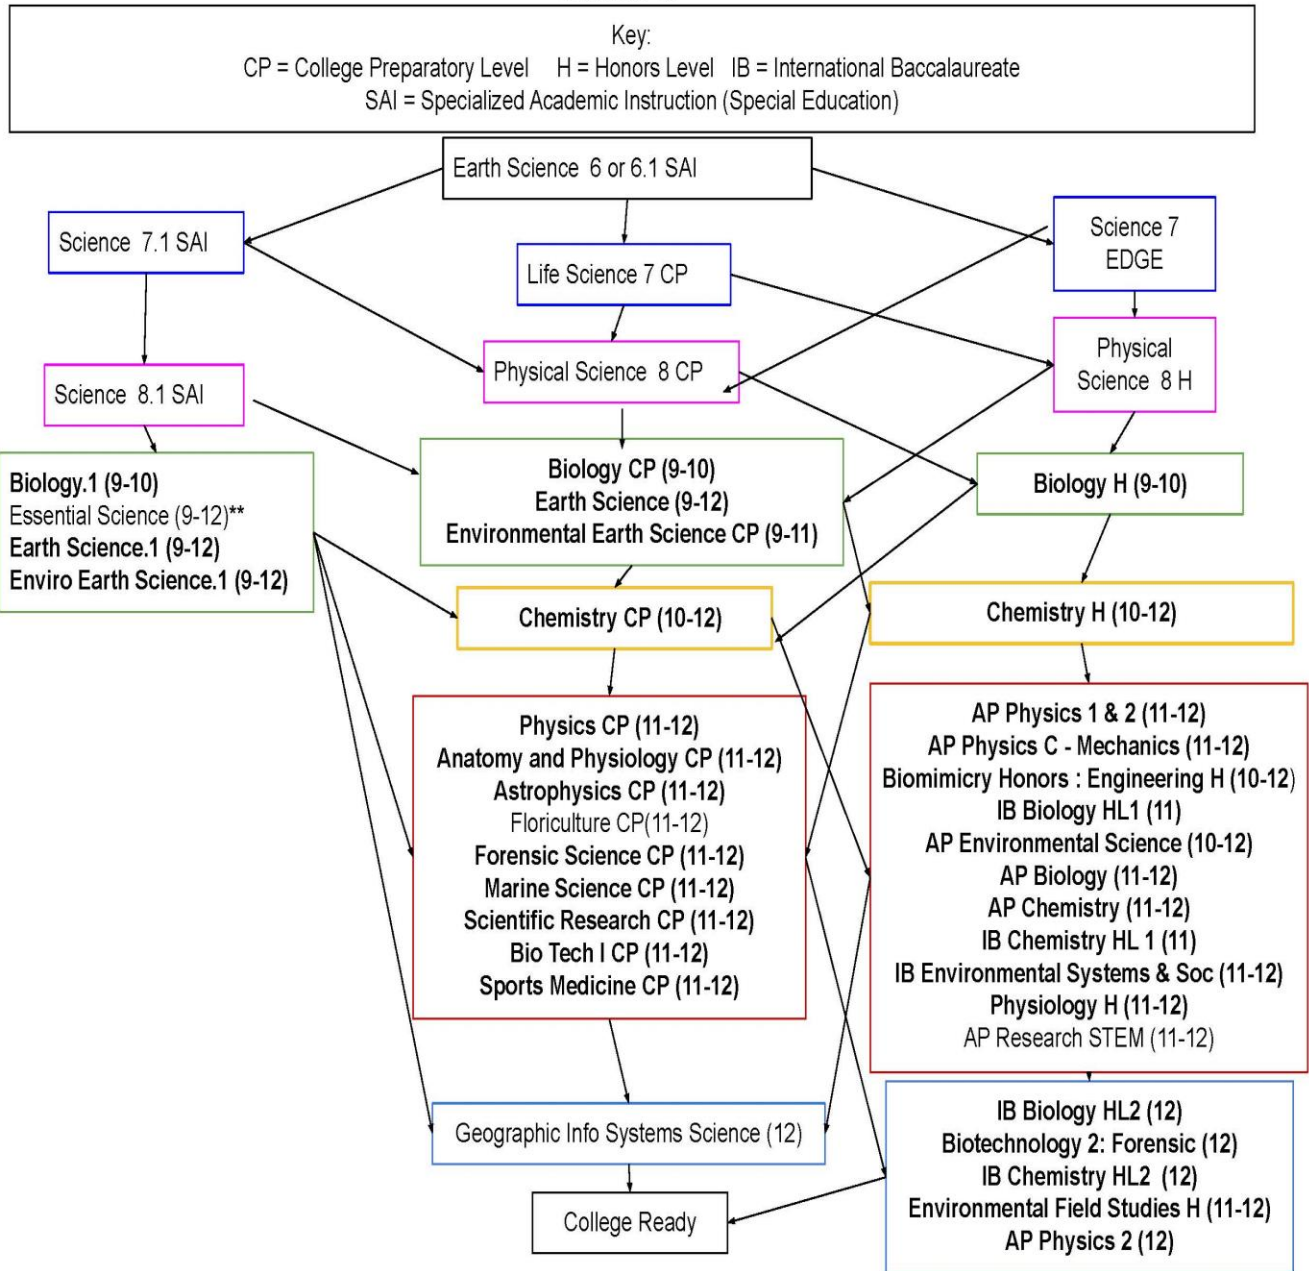 Key:
CP = College Preparatory Level H = Honors Level IB = International Baccalaureate
SAI = Specialized Academic Instruction (Special Education)
Earth Science 6 or 6.1 SAI
Science 7.1 SAI
Life Science 7 CP
Science 7
EDGE
Science 8.1 SAI
Physical Science 8 CP
Physical
Science 8 H
Biology.1 (9-10)
Essential Science (9-12)**
Earth Science.1 (9-12)
Enviro Earth Science.1 (9-12)
Biology CP (9-10)
Earth Science (9-12)
Environmental Earth Science CP (9-11)
Biology H (9-10)
Chemistry CP (10-12)
Chemistry H (10-12)
Physics CP (11-12)
Anatomy and Physiology CP (11-12)
Astrophysics CP (11-12)
Floriculture CP(11-12)
Forensic Science CP (11-12)
Marine Science CP (11-12)
Scientific Research CP (11-12)
Bio Tech I CP (11-12)
Sports Medicine CP (11-12)
AP Physics 1 & 2 (11-12)
AP Physics C - Mechanics (11-12)
Biomimicry Honors : Engineering H (10-12)
IB Biology HL1 (11)
AP Environmental Science (10-12)
AP Biology (11-12)
AP Chemistry (11-12)
IB Chemistry HL 1 (11)
IB Environmental Systems & Soc (11-12)
Physiology H (11-12)
AP Research STEM (11-12)
Geographic Info Systems Science (12)
IB Biology HL2 (12)
Biotechnology 2: Forensic (12)
IB Chemistry HL2 (12)
Environmental Field Studies H (11-12)
AP Physics 2 (12)
College Ready